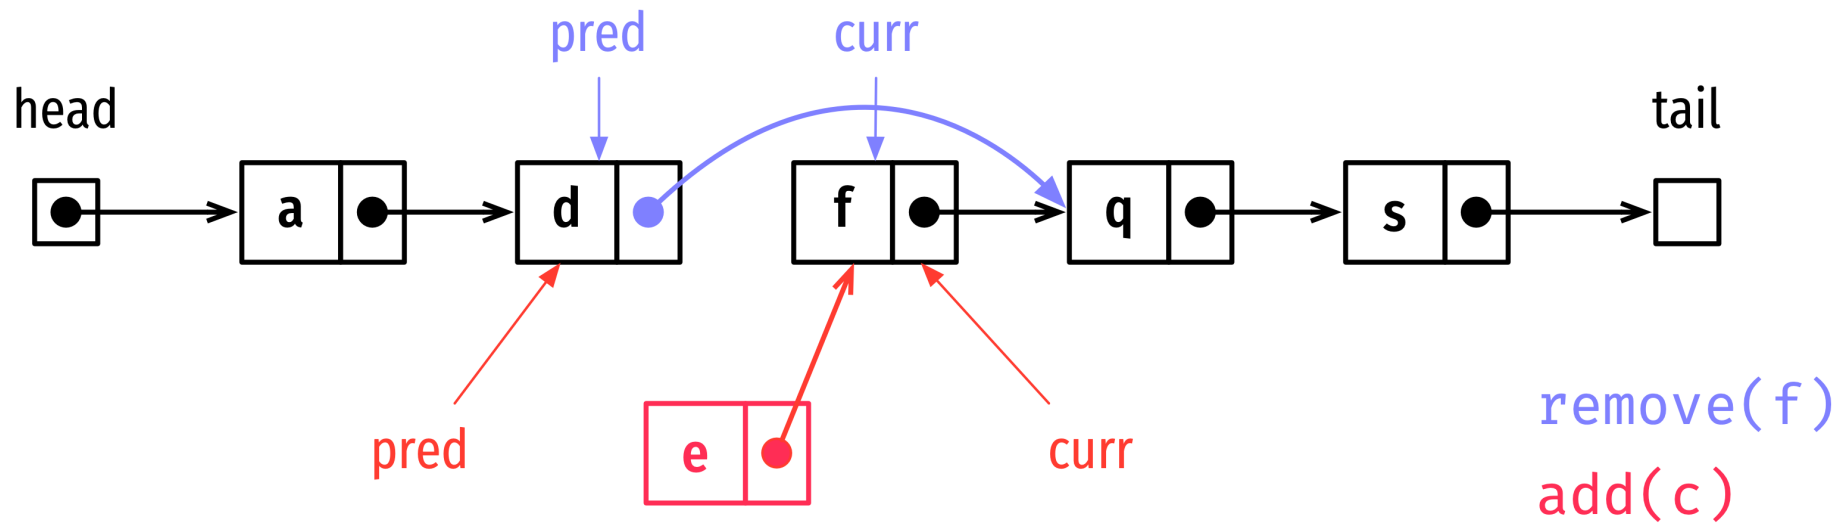 pred curr
head tail
a d f q s
pred e curr
remove(f)
add(c)